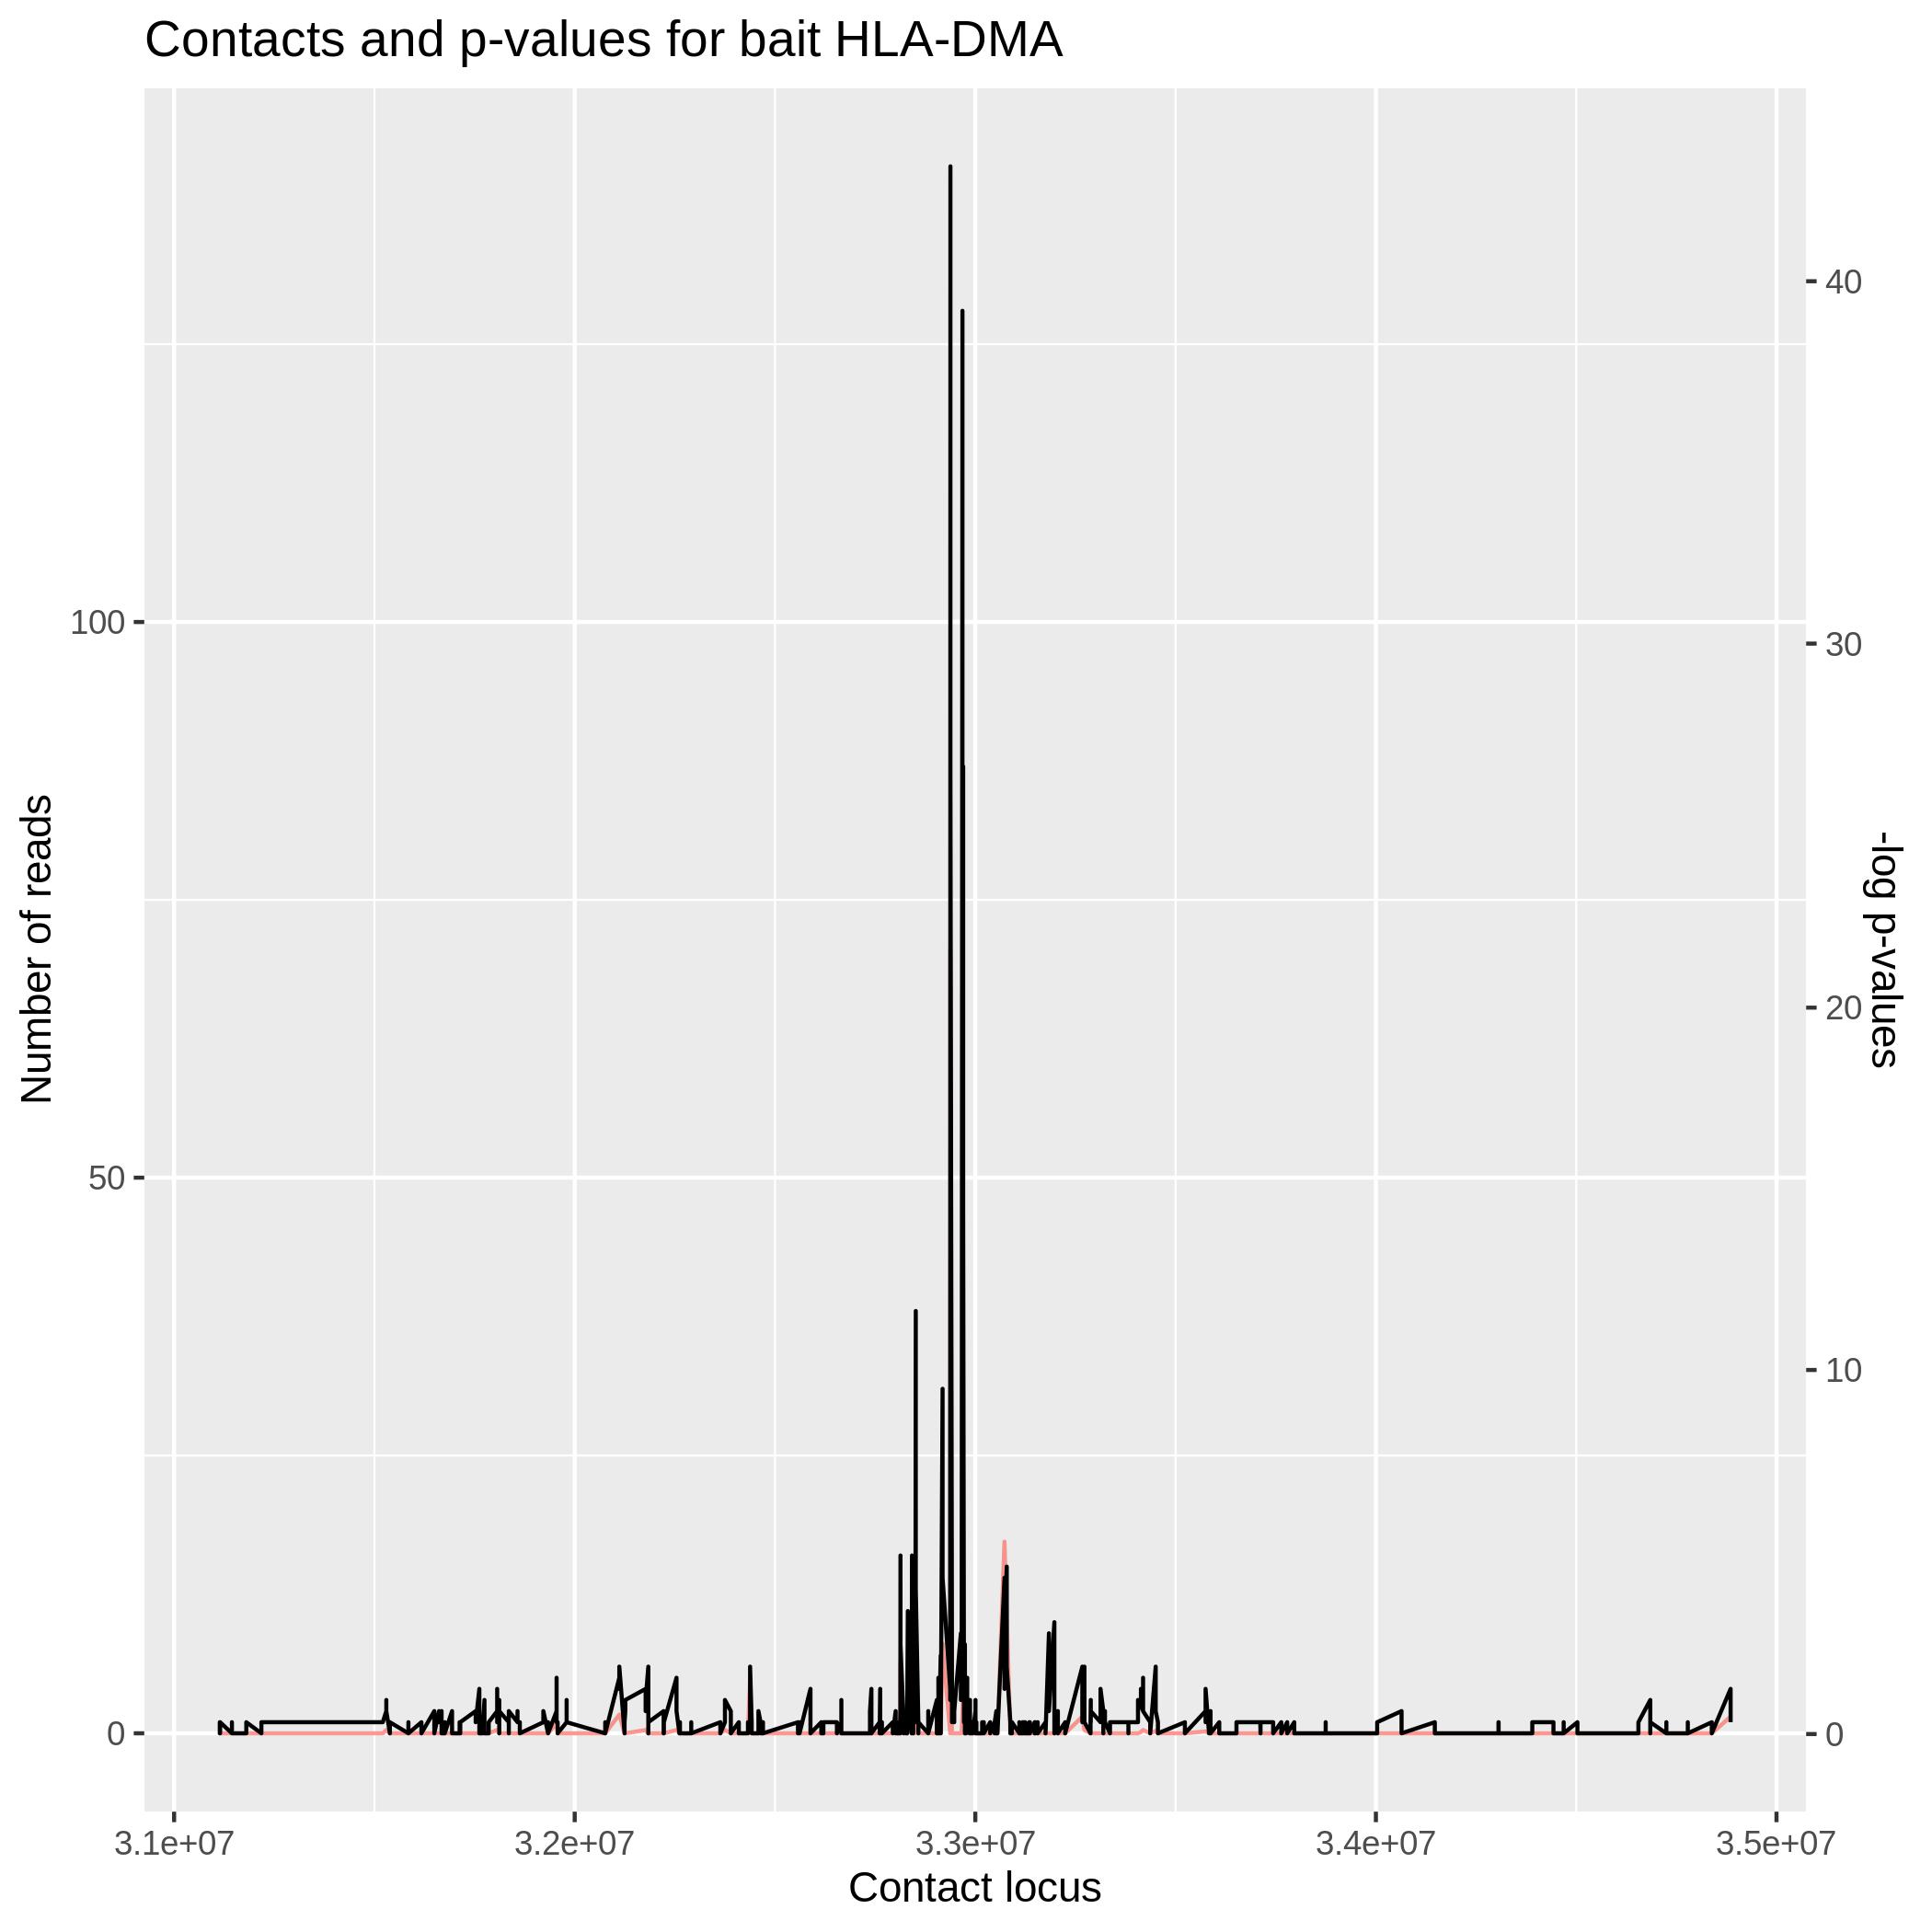 Contacts and p-values for bait HLA-DMA
Number of reads
100
50
0
40
30
20
10
0
-log p-values
3.1e+07
3.2e+07
3.3e+07
3.4e+07
3.5e+07
Contact locus